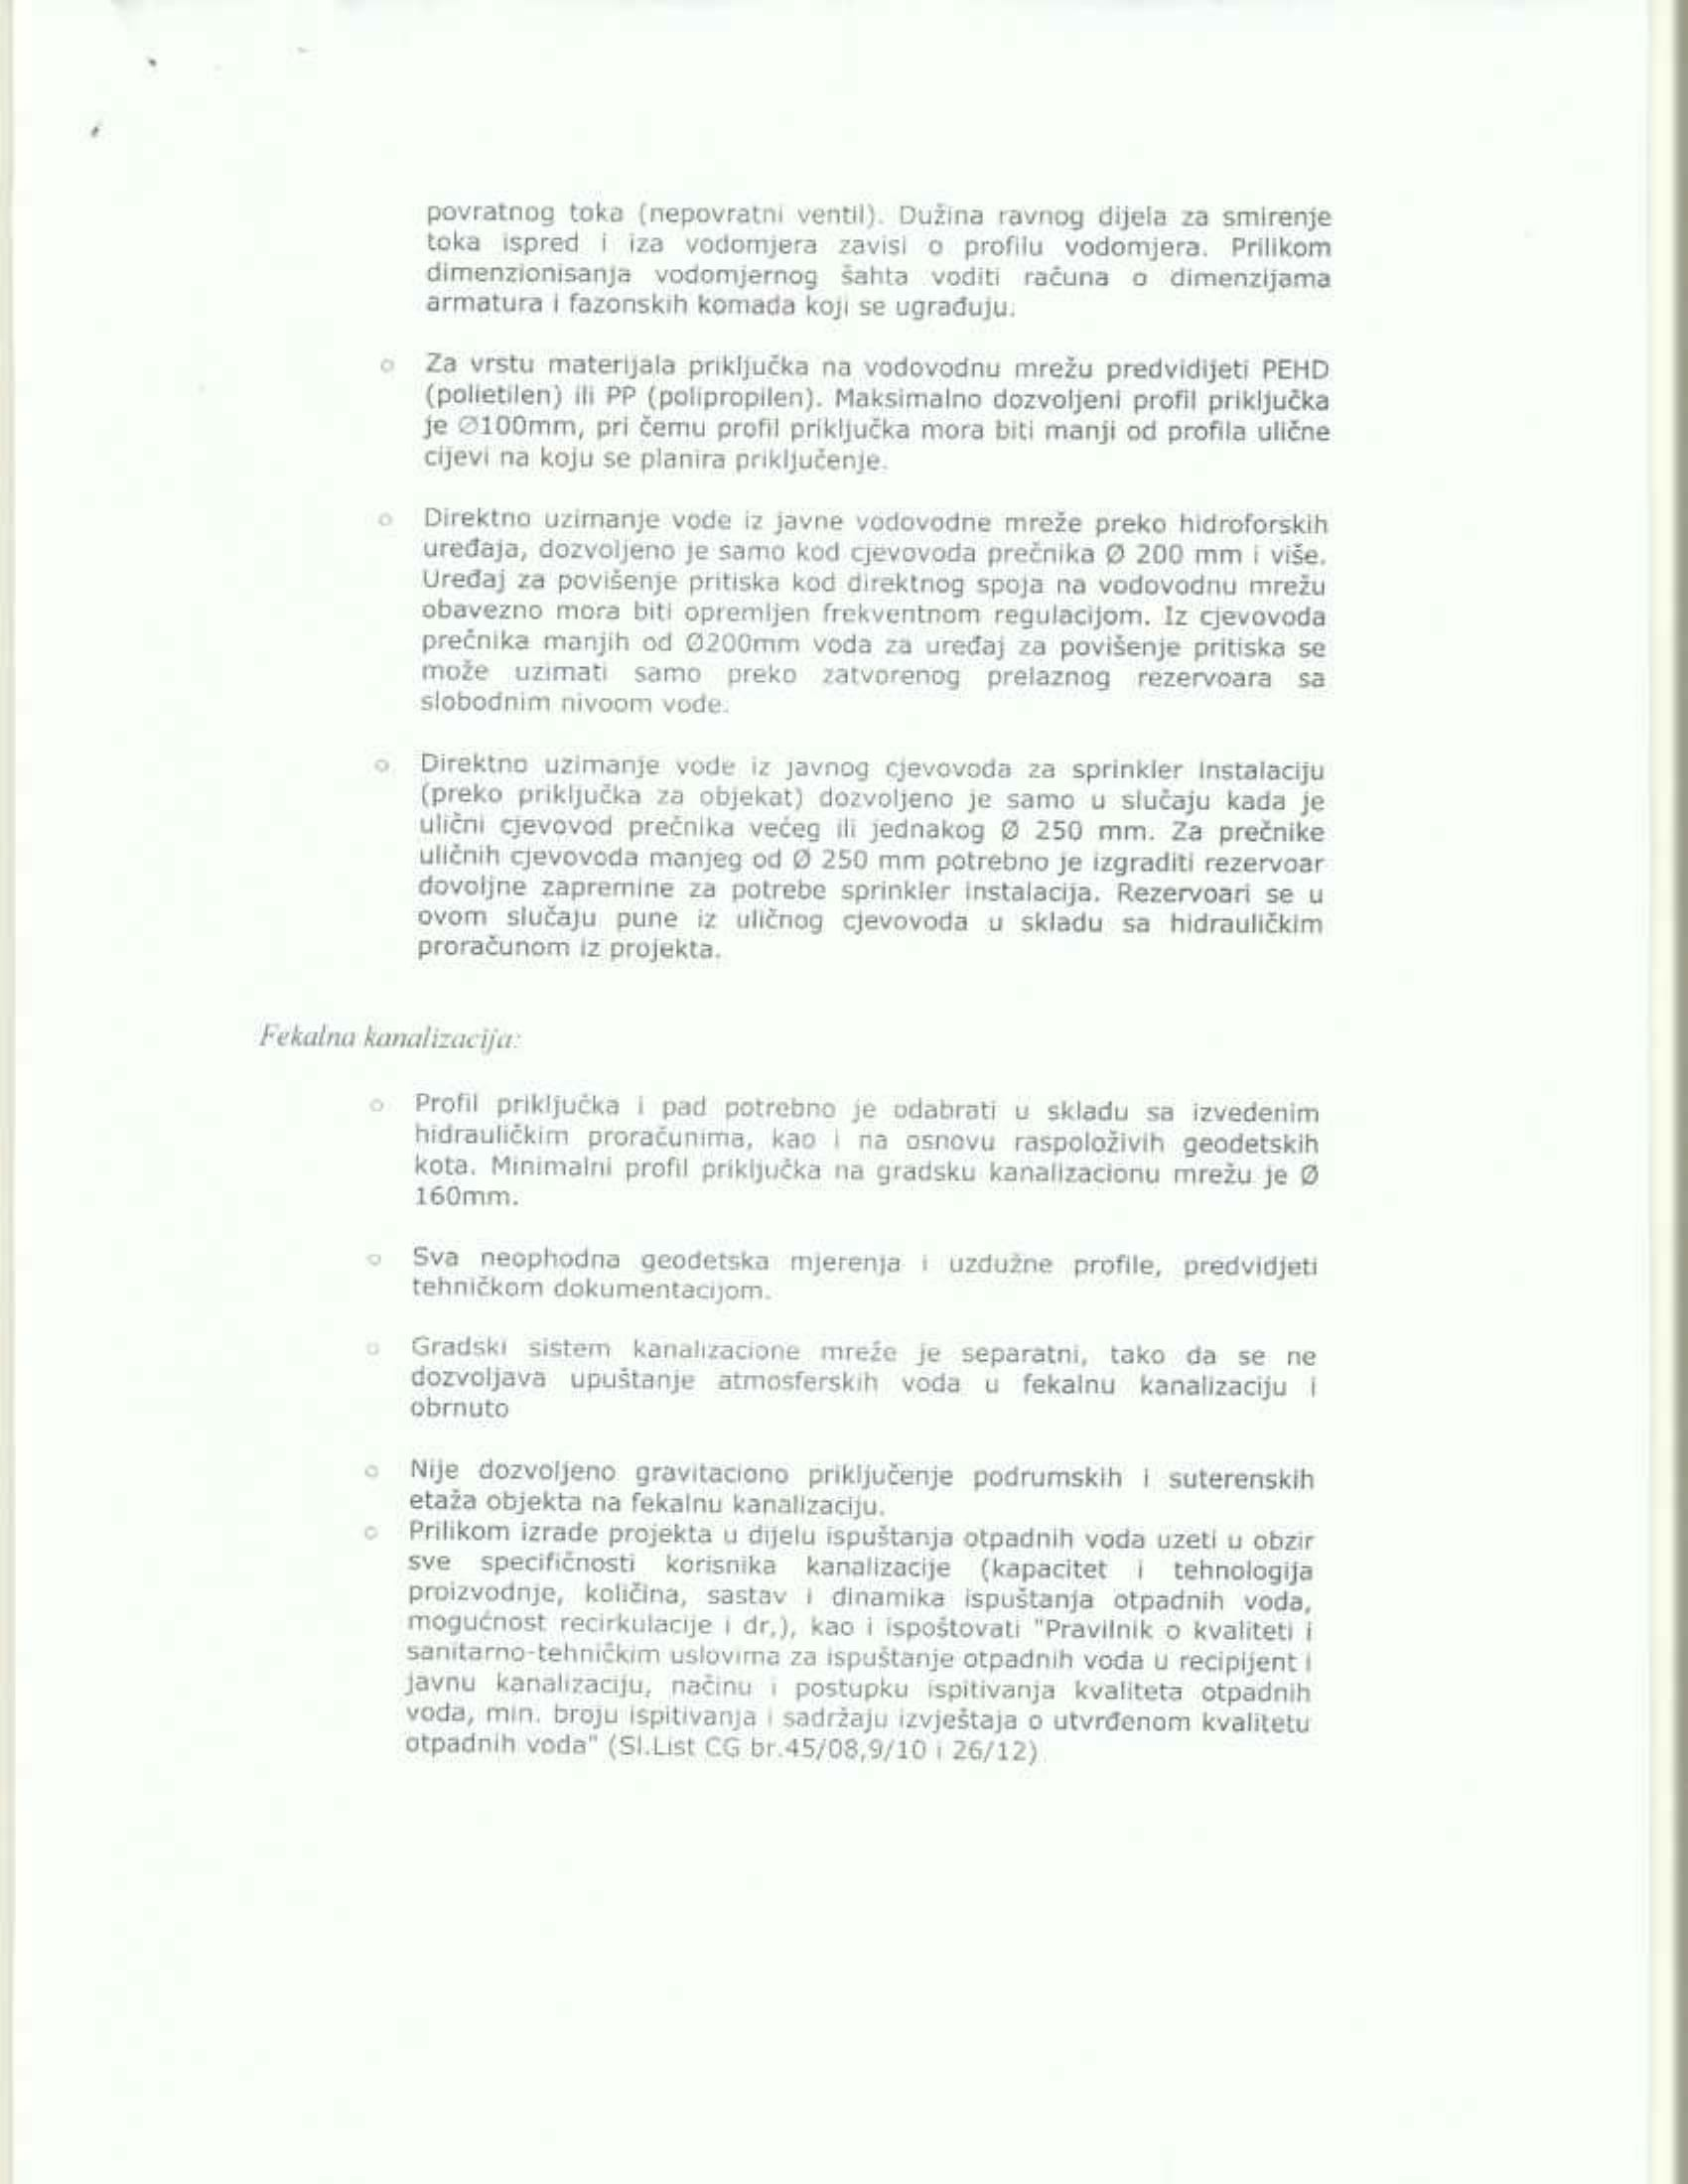 povratnog toka (nepovratni ventil). Dužina ravnog dijela za smirenje
toka ispred i iza vodomjera zavisi o profilu vodomjera. Prilikom
dimenzionisanja vodomjernog šahta voditi računa o dimenzijama
armatura i fazonskih komada koji se ugrađuju.
o Za vrstu materijala priključka na vodovodnu mrežu predvidijeti PEHD
(polietilen) ili PP (polipropilen). Maksimalno dozvoljeni profil priključka
je Ø100mm, pri čemu profil priključka mora biti manji od profila ulične
cijevi na koju se planira priključenje.
o Direktno uzimanje vode iz javne vodovodne mreže preko hidroforskih
uređaja, dozvoljeno je samo kod cjevovoda prečnika Ø 200 mm i više.
Uređaj za povišenje pritiska kod direktnog spoja na vodovodnu mrežu
obavezno mora biti opremljen frekventnom regulacijom. Iz cjevovoda
prečnika manjih od Ø200mm voda za uređaj za povišenje pritiska se
može uzimati samo preko zatvorenog prelaznog rezervoara sa
slobodnim nivoom vode.
o Direktno uzimanje vode iz javnog cjevovoda za sprinkler instalaciju
(preko priključka za objekat) dozvoljeno je samo u slučaju kada je
ulični cjevovod prečnika većeg ili jednakog Ø 250 mm. Za prečnike
uličnih cjevovoda manjeg od Ø 250 mm potrebno je izgraditi rezervoar
dovoljne zapremine za potrebe sprinkler instalacija. Rezervoari se u
ovom slučaju pune iz uličnog cjevovoda u skladu sa hidrauličkim
proračunom iz projekta.
Fekalna kanalizacija:
o Profil priključka i pad potrebno je odabrati u skladu sa izvedenim
hidrauličkim proračunima, kao i na osnovu raspoloživih geodetskih
kota. Minimalni profil priključka na gradsku kanalizacionu mrežu je Ø
160mm.
o Sva neophodna geodetska mjerenja i uzdužne profile, predvidjeti
tehničkom dokumentacijom.
o Gradski sistem kanalizacione mreže je separatni, tako da se ne
dozvoljava upuštanje atmosferskih voda u fekalnu kanalizaciju i
obrnuto
o Nije dozvoljeno gravitaciono priključenje podrumskih i suterenskih
etaža objekta na fekalnu kanalizaciju.
o Prilikom izrade projekta u dijelu ispuštanja otpadnih voda uzeti u obzir
sve specifičnosti korisnika kanalizacije (kapacitet i tehnologija
proizvodnje, količina, sastav i dinamika ispuštanja otpadnih voda,
mogućnost recirkulacije i dr,), kao i ispoštovati "Pravilnik o kvaliteti i
sanitarno-tehničkim uslovima za ispuštanje otpadnih voda u recipijent i
javnu kanalizaciju, načinu i postupku ispitivanja kvaliteta otpadnih
voda, min. broju ispitivanja i sadržaju izvještaja o utvrđenom kvalitetu
otpadnih voda" (Sl.List CG br.45/08,9/10 i 26/12)